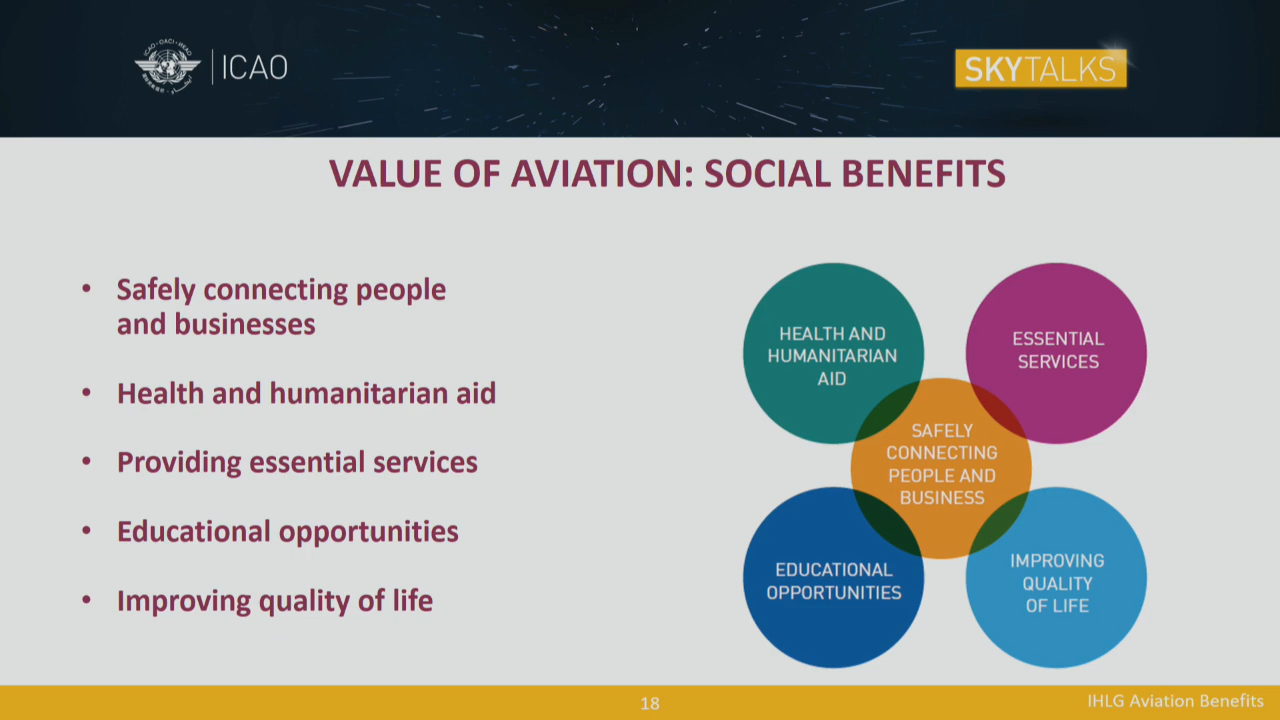 ICAO
SKYTALKS
VALUE OF AVIATION: SOCIAL BENEFITS
• Safely connecting people
and businesses
• Health and humanitarian aid
• Providing essential services
• Educational opportunities
• Improving quality of life
HEALTH AND
HUMANITARIAN
AID
ESSENTIAL
SERVICES
SAFELY
CONNECTING
PEOPLE AND
BUSINESS
EDUCATIONAL
OPPORTUNITIES
IMPROVING
QUALITY
OF LIFE
18
IHLG Aviation Benefits